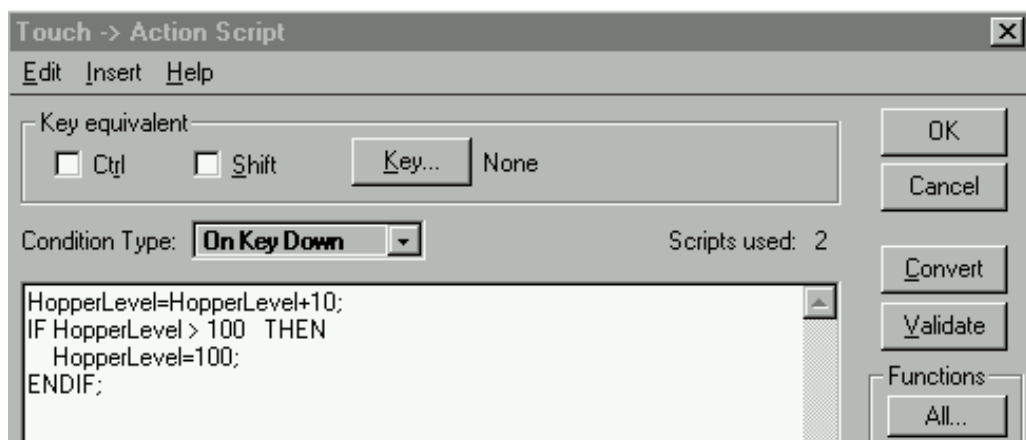 Touch -> Action Script
Edit Insert Help
Key equivalent
Ctrl Shift Key... None
OK
Cancel
Condition Type: On Key Down Scripts used: 2
Convert
Validate
HopperLevel=HopperLevel+10;
IF HopperLevel > 100 THEN
HopperLevel=100;
ENDIF;
Functions
All...